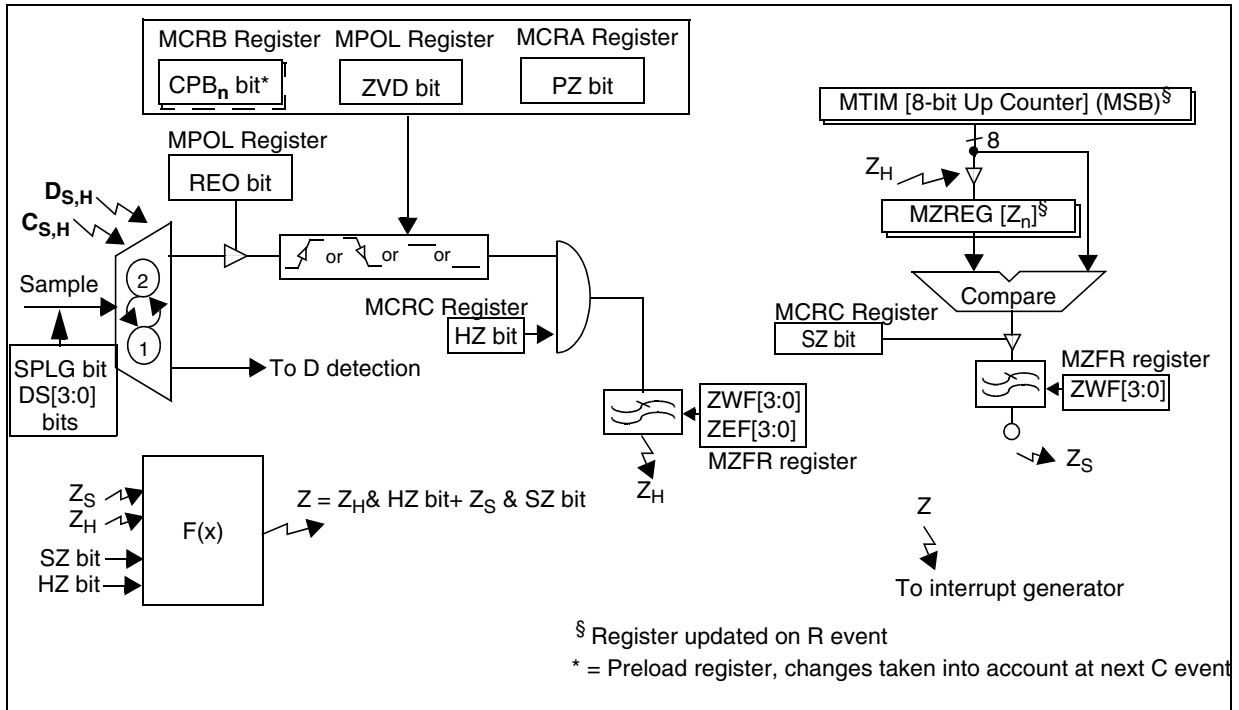 MCRB Register
MPOL Register
MCRA Register
CPBn bit*
ZVD bit
PZ bit
MTIM [8-bit Up Counter] (MSB)§
8
ZH
MZREG [Zn]§
Compare
MCRC Register
SZ bit
MZFR register
ZWF[3:0]
ZS
MPOL Register
REO bit
DS,H
CS,H
Sample
2
1
SPLG bit
DS[3:0]
bits
or
or
or
MCRC Register
HZ bit
To D detection
ZWF[3:0]
ZEF[3:0]
MZFR register
ZH
ZS
ZH
SZ bit
HZ bit
F(x)
Z = ZH& HZ bit+ ZS & SZ bit
Z
To interrupt generator
§ Register updated on R event
* = Preload register, changes taken into account at next C event